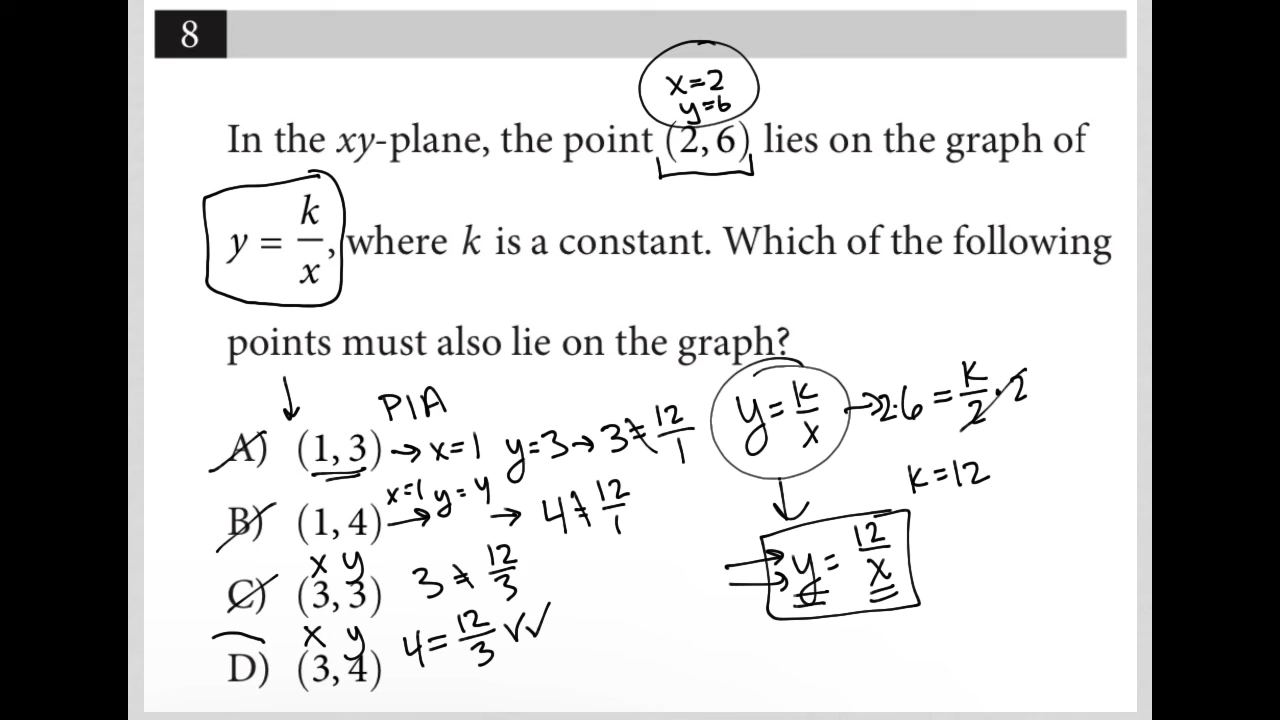 8
x=2
y=6
In the xy-plane, the point (2, 6) lies on the graph of
y = k/x, where k is a constant. Which of the following
points must also lie on the graph?
PIA
A) (1, 3) → x=1 y=3 → 3≠12/1
B) (1, 4) x=1 y=4 → 4≠12/1
x y
C) (3, 3) 3≠12/3
x y
D) (3, 4) 4=12/3 ✓✓
y=k/x → 2·6=k/2·2
k=12
y=12/x